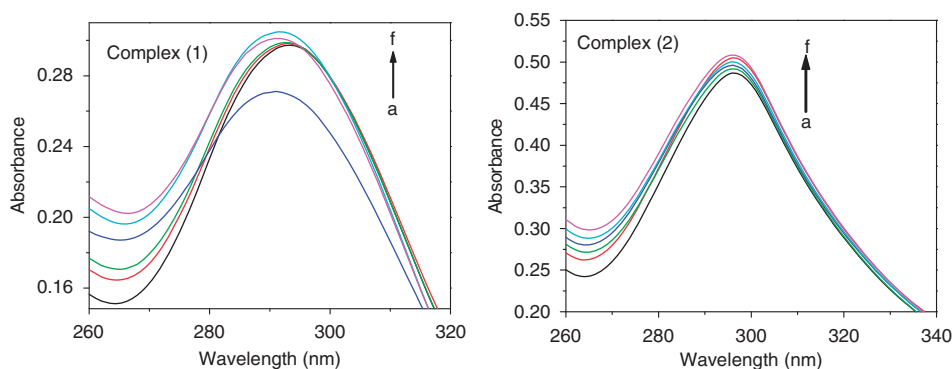 Complex (1)
f
a
0.28
0.24
0.20
0.16
Absorbance
260
280
300
320
Wavelength (nm)
Complex (2)
f
a
0.55
0.50
0.45
0.40
0.35
0.30
0.25
0.20
Absorbance
260
280
300
320
340
Wavelength (nm)